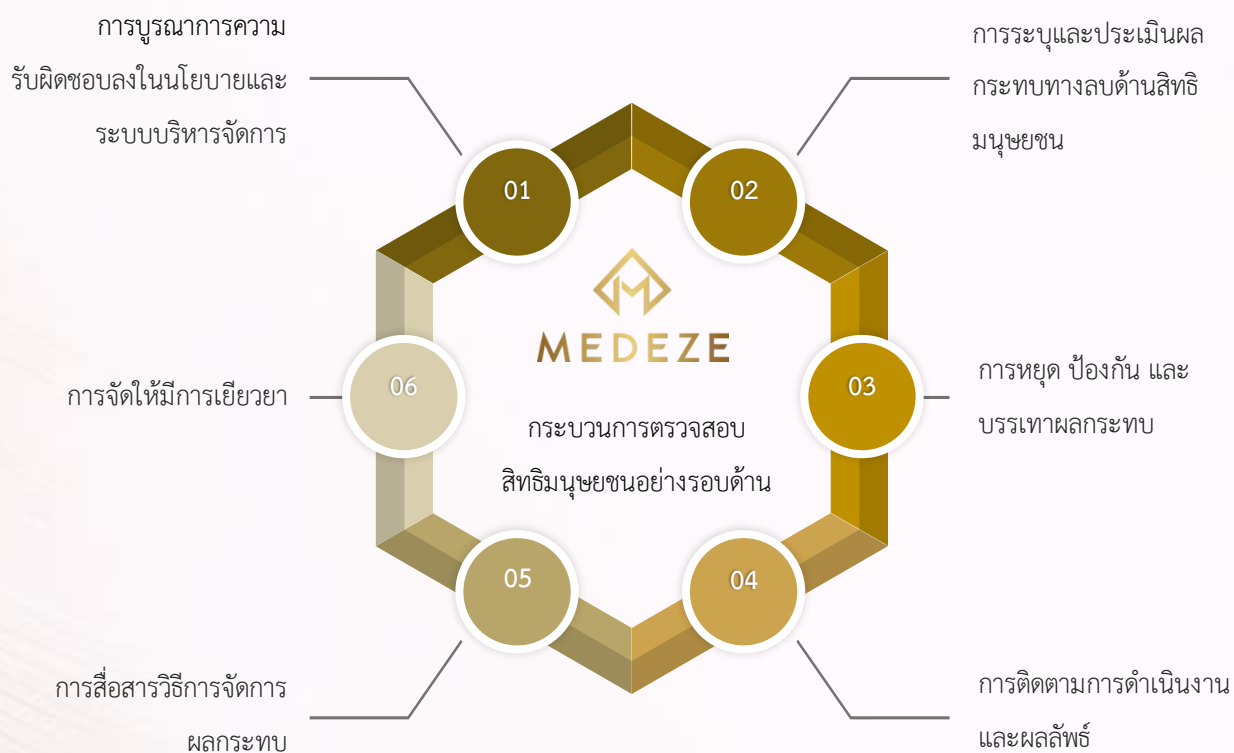 การบูรณาการความ
รับผิดชอบลงในนโยบายและ
ระบบบริหารจัดการ
01
02
การระบุและประเมินผล
กระทบทางลบด้านสิทธิ
มนุษยชน
MEDEZE
กระบวนการตรวจสอบ
สิทธิมนุษยชนอย่างรอบด้าน
03
การหยุด ป้องกัน และ
บรรเทาผลกระทบ
04
การติดตามการดำเนินงาน
และผลลัพธ์
05
การสื่อสารวิธีการจัดการ
ผลกระทบ
06
การจัดให้มีการเยียวยา